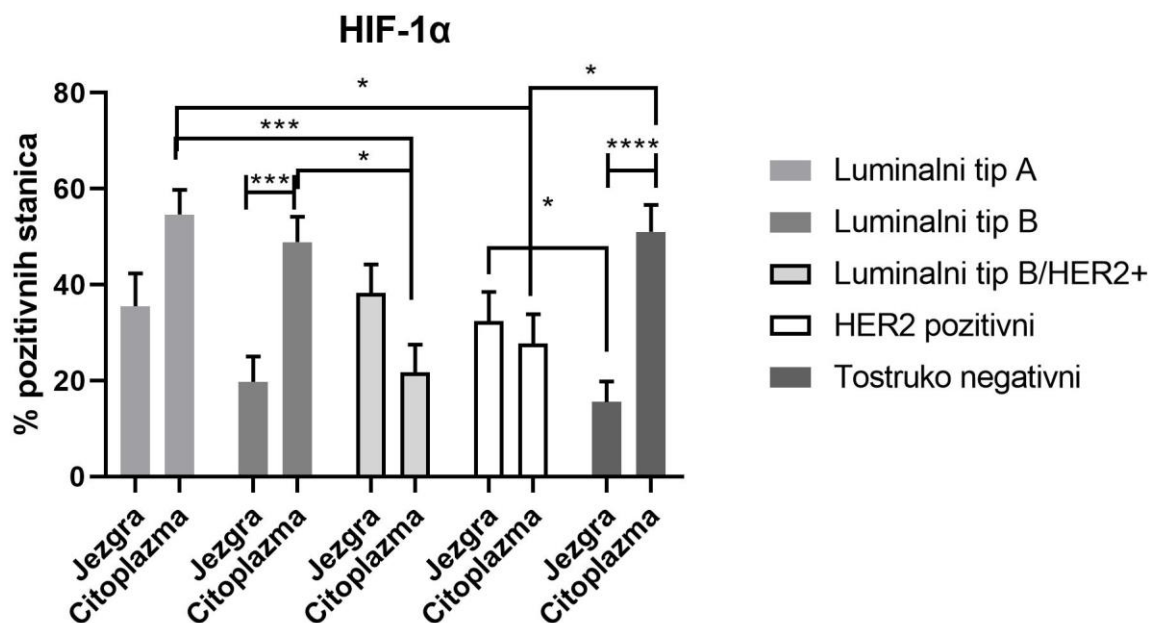 HIF-1α
% pozitivnih stanica
80
60
40
20
0
*
*
***
****
*
***
*
Jezgra
Citoplazma
Jezgra
Citoplazma
Jezgra
Citoplazma
Jezgra
Citoplazma
Jezgra
Citoplazma
Luminalni tip A
Luminalni tip B
Luminalni tip B/HER2+
HER2 pozitivni
Tostruko negativni